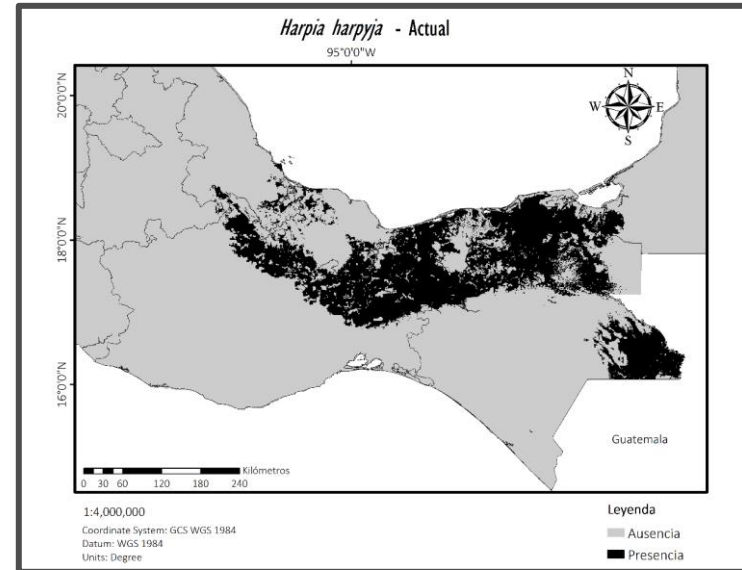 Harpia harpyja - Actual
95°0'0"W
20°0'0"N
18°0'0"N
16°0'0"N
N
W E
S
Guatemala
Kilómetros
0 30 60 120 180 240
1:4,000,000
Coordinate System: GCS WGS 1984
Datum: WGS 1984
Units: Degree
Leyenda
Ausencia
Presencia